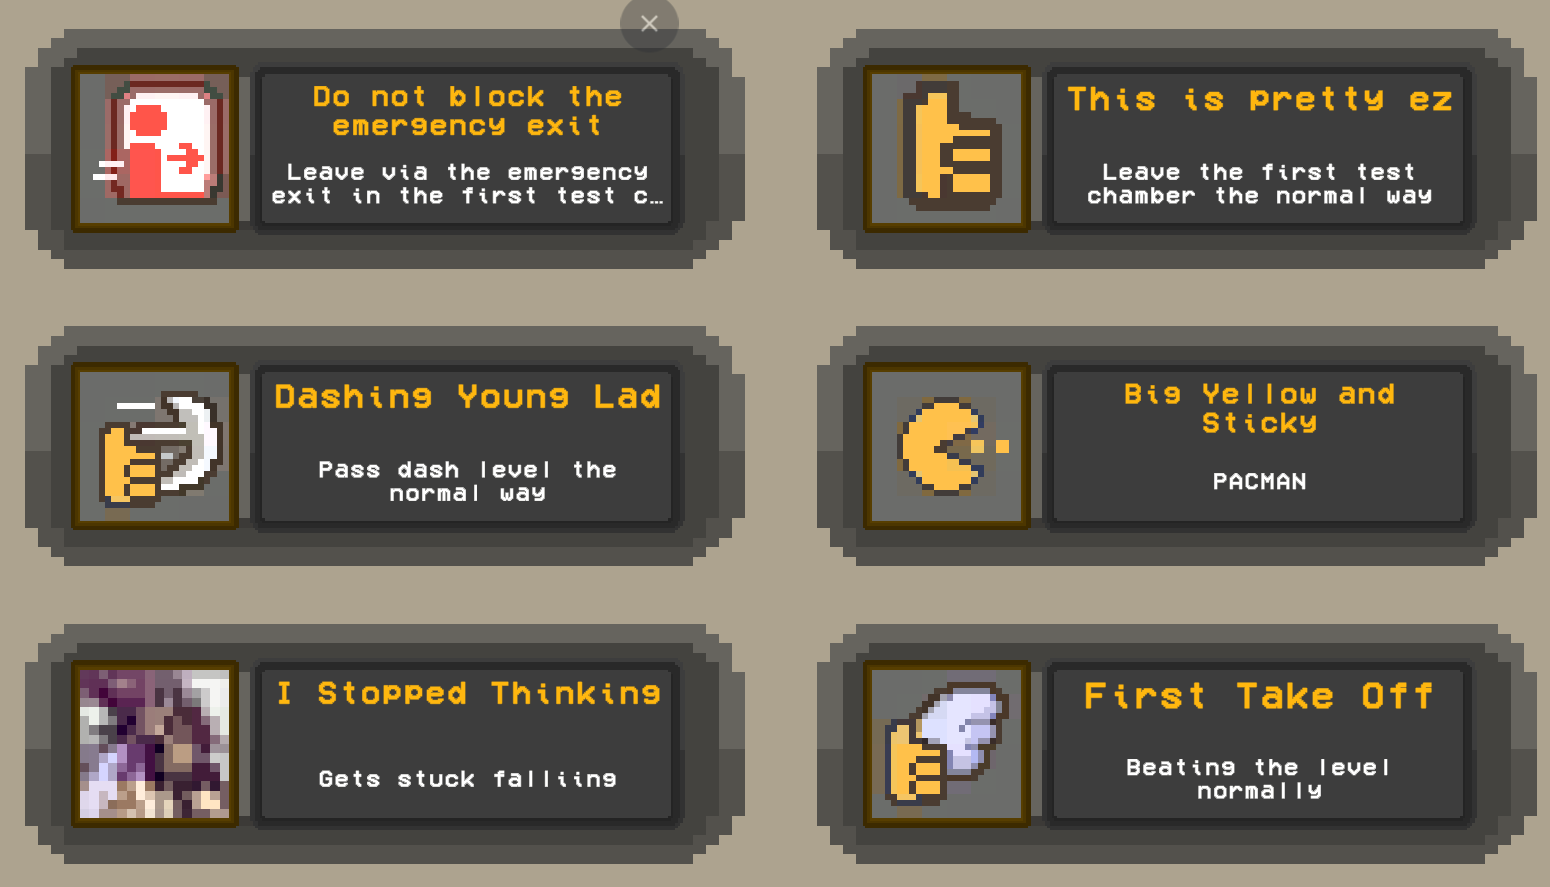 Do not block the
emergency exit
Leave via the emergency
exit in the first test c…
This is pretty ez
Leave the first test
chamber the normal way
Dashing Young Lad
Pass dash level the
normal way
Big Yellow and
Sticky
PACMAN
I Stopped Thinking
Gets stuck falliing
First Take Off
Beating the level
normally